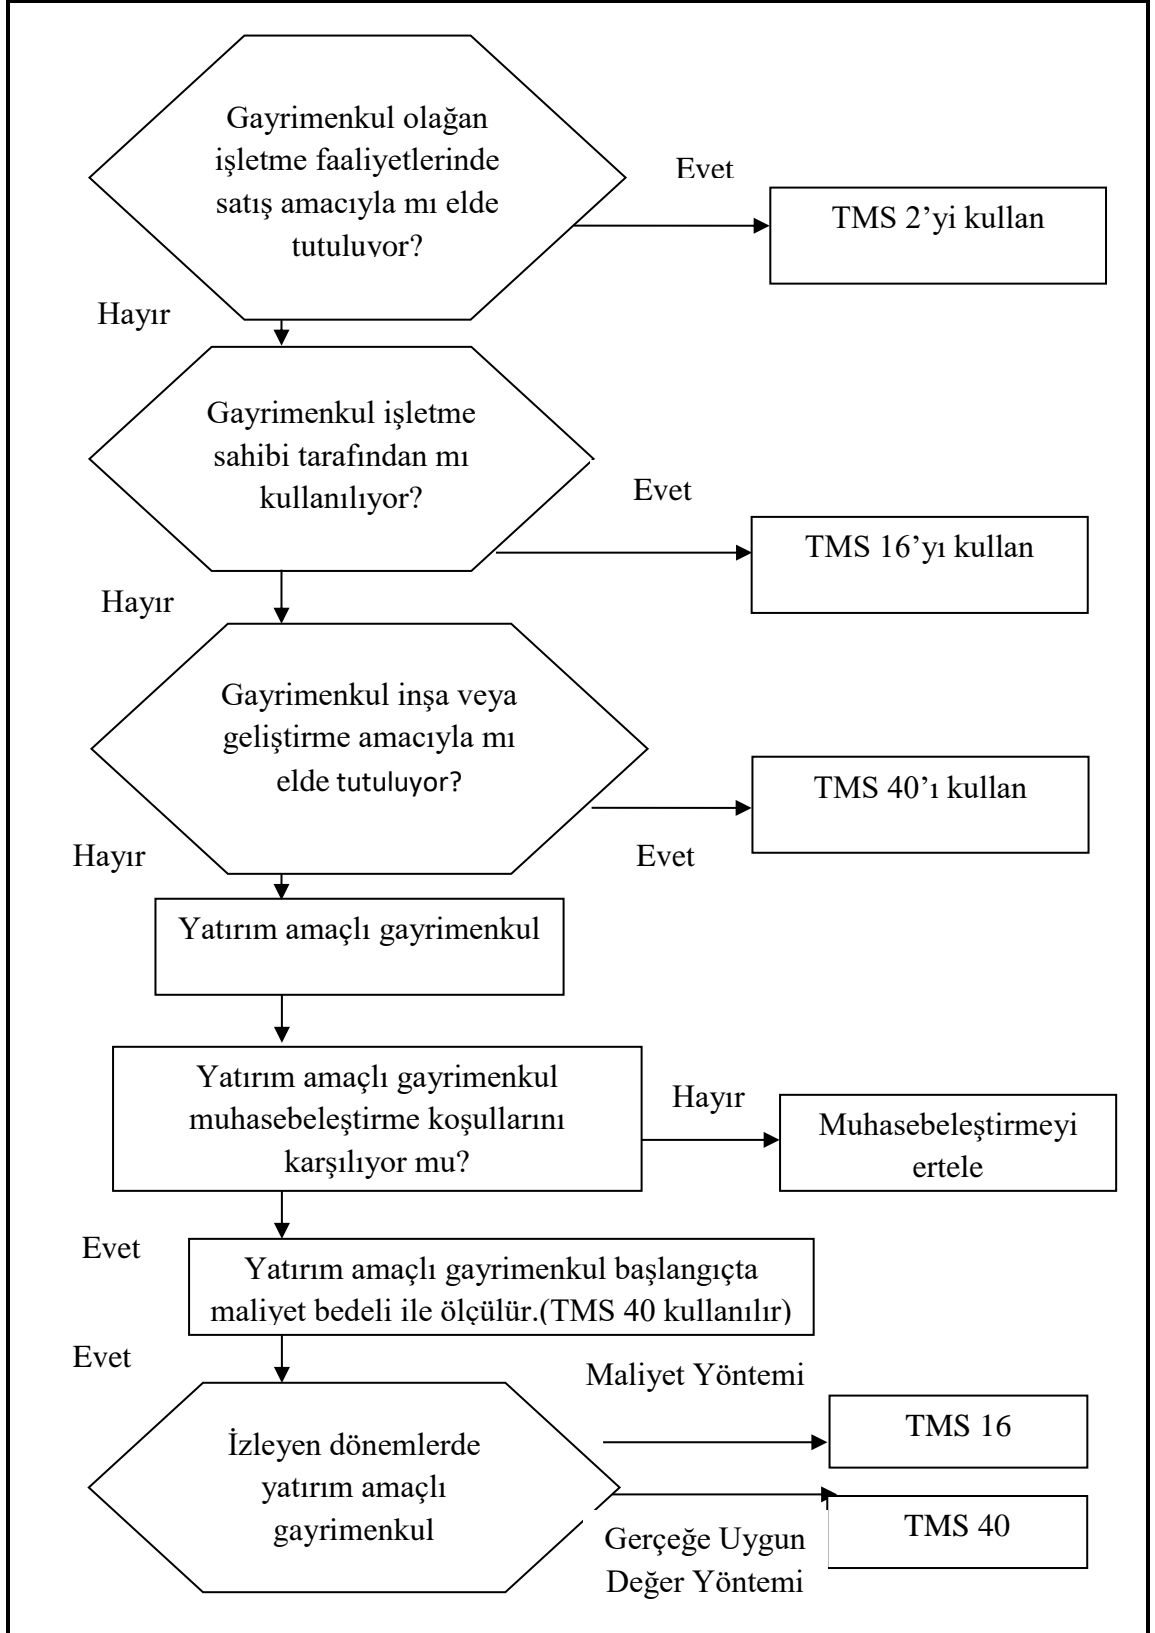 Gayrimenkul olağan
işletme faaliyetlerinde
satış amacıyla mı elde
tutuluyor?
Evet
TMS 2’yi kullan
Hayır
Gayrimenkul işletme
sahibi tarafından mı
kullanılıyor?
Evet
TMS 16’yı kullan
Hayır
Gayrimenkul inşa veya
geliştirme amacıyla mı
elde tutuluyor?
TMS 40’ı kullan
Hayır
Evet
Yatırım amaçlı gayrimenkul
Yatırım amaçlı gayrimenkul
muhasebeleştirme koşullarını
karşılıyor mu?
Hayır
Muhasebeleştirmeyi
ertele
Evet
Yatırım amaçlı gayrimenkul başlangıçta
maliyet bedeli ile ölçülür.(TMS 40 kullanılır)
Evet
Maliyet Yöntemi
TMS 16
İzleyen dönemlerde
yatırım amaçlı
gayrimenkul
TMS 40
Gerçeğe Uygun
Değer Yöntemi